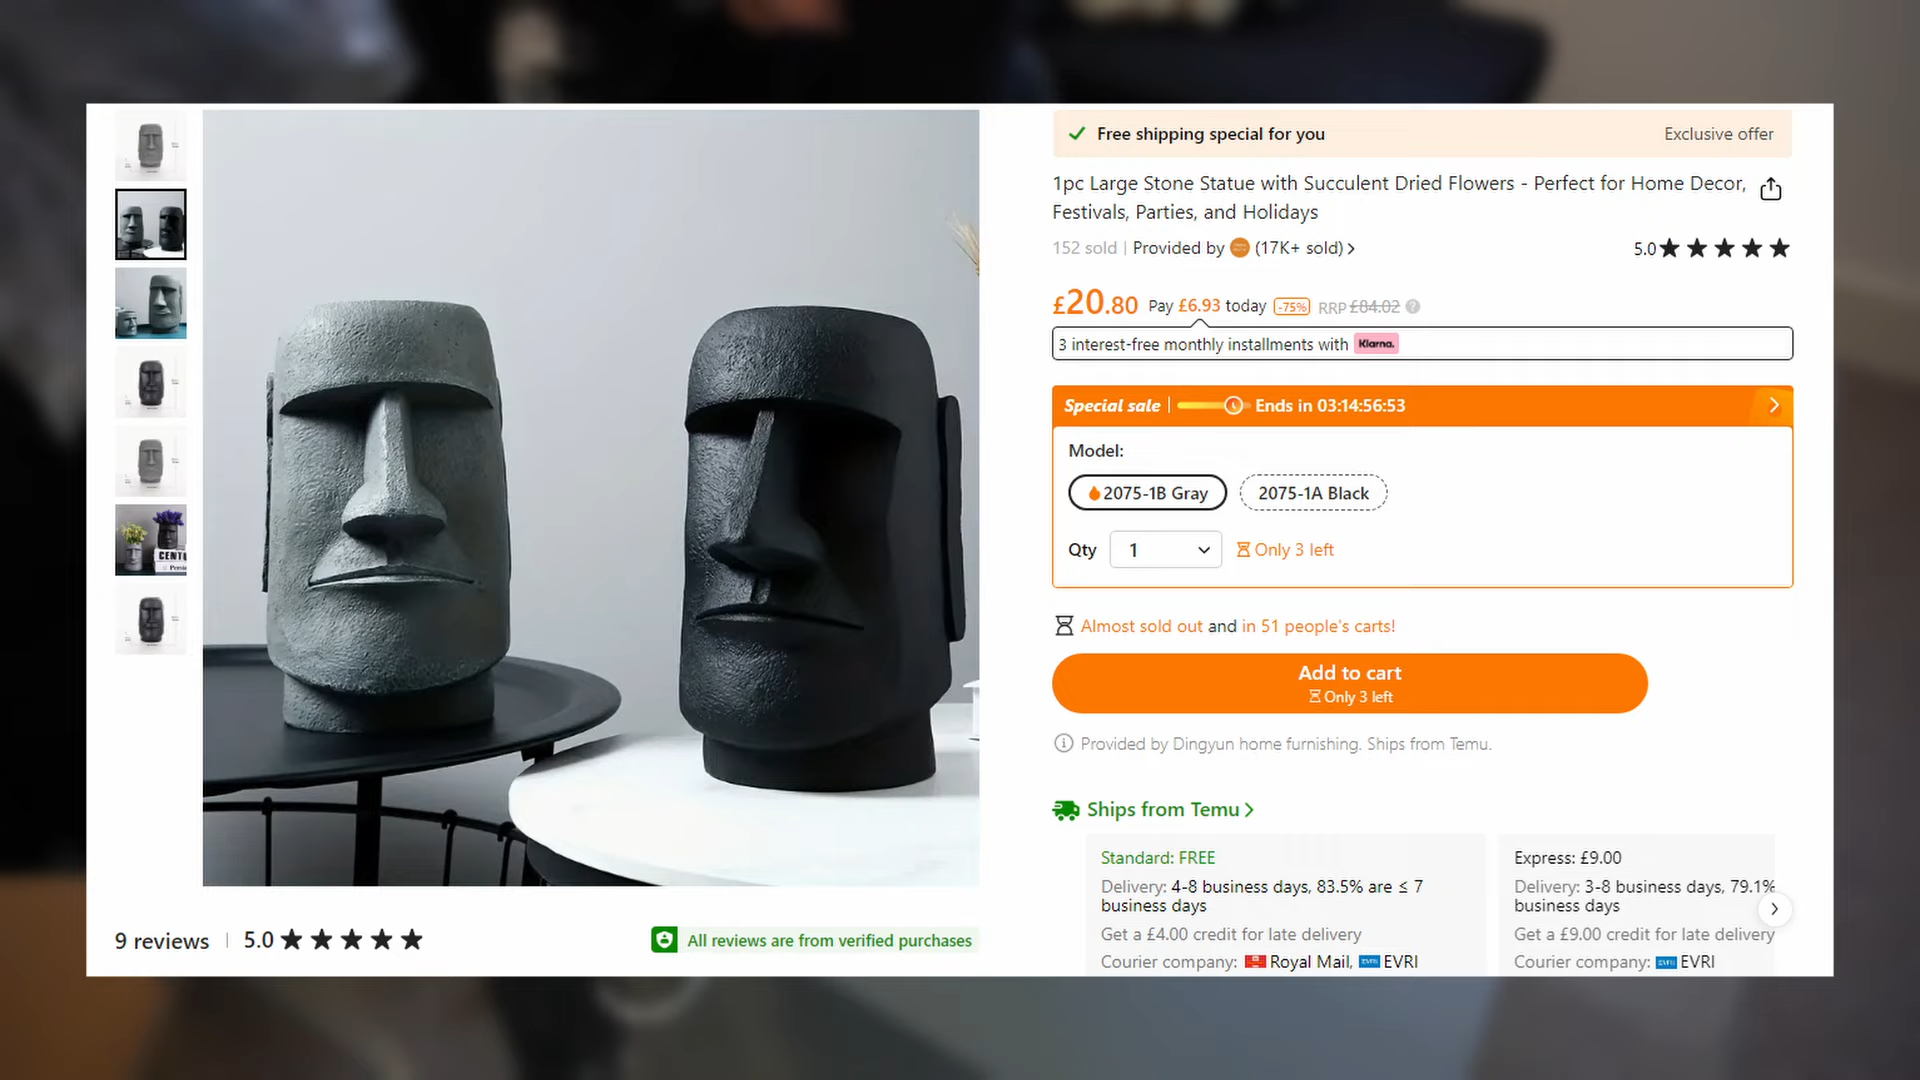 Free shipping special for you
Exclusive offer
1pc Large Stone Statue with Succulent Dried Flowers - Perfect for Home Decor,
Festivals, Parties, and Holidays
152 sold | Provided by (17K+ sold) >
5.0
£20.80 Pay £6.93 today -75% RRP £84.02 ?
3 interest-free monthly installments with Klarna.
Special sale | Ends in 03:14:56:53
Model:
2075-1B Gray
2075-1A Black
Qty 1 Only 3 left
Almost sold out and in 51 people's carts!
Add to cart
Only 3 left
Provided by Dingyun home furnishing. Ships from Temu.
Ships from Temu >
Standard: FREE
Delivery: 4-8 business days, 83.5% are ≤ 7
business days
Get a £4.00 credit for late delivery
Courier company: Royal Mail, EVRI
Express: £9.00
Delivery: 3-8 business days, 79.1%
business days
Get a £9.00 credit for late delivery
Courier company: EVRI
CENTU
9 reviews | 5.0
All reviews are from verified purchases